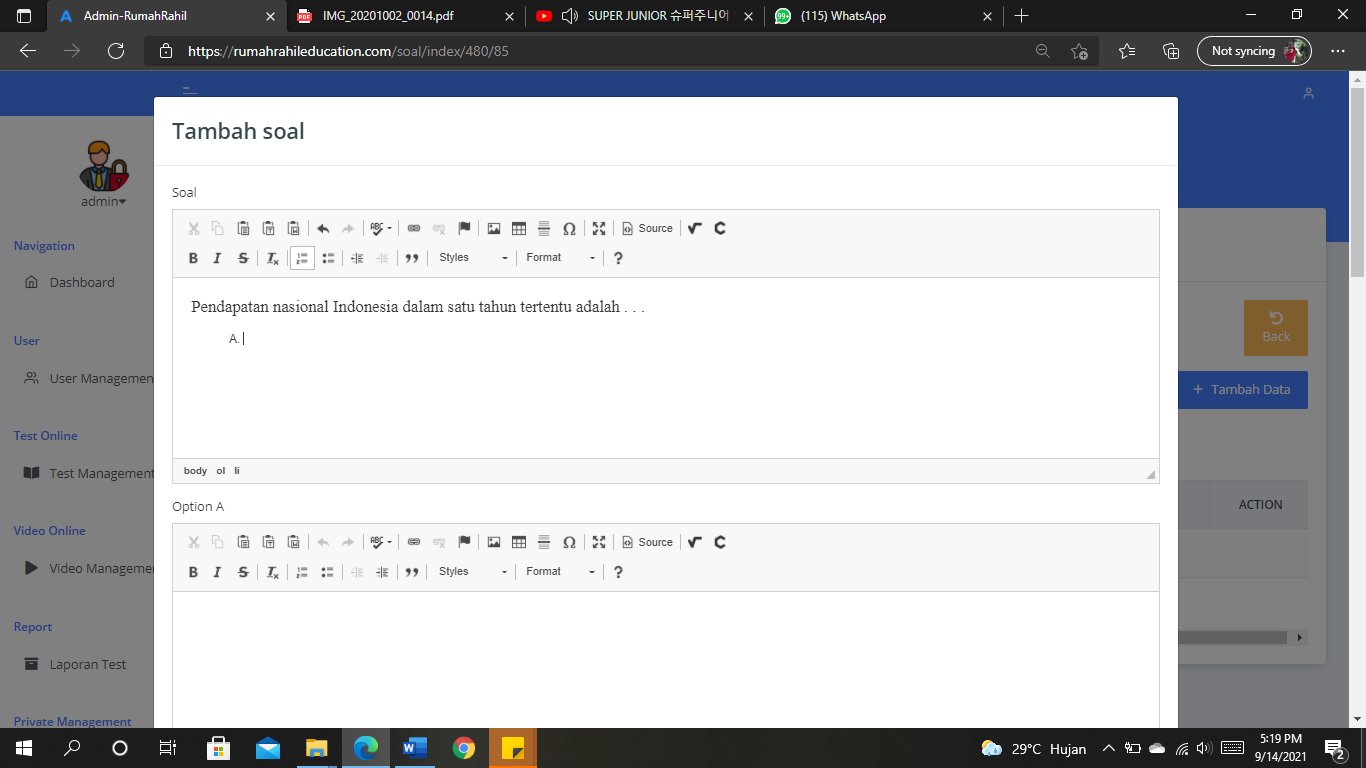 Admin-RumahRahil
IMG_20201002_0014.pdf
SUPER JUNIOR 슈퍼주니어
99+
(115) WhatsApp
https://rumahrahileducation.com/soal/index/480/85
Not syncing
Tambah soal
admin
Navigation
Dashboard
User
User Managemen
Test Online
Test Management
Video Online
Video Manageme
Report
Laporan Test
Private Management
Soal
Source
Styles
Format
?
Pendapatan nasional Indonesia dalam satu tahun tertentu adalah . . .
A.
body ol li
Option A
Source
Styles
Format
?
Back
+ Tambah Data
ACTION
29°C Hujan
5:19 PM
9/14/2021
2